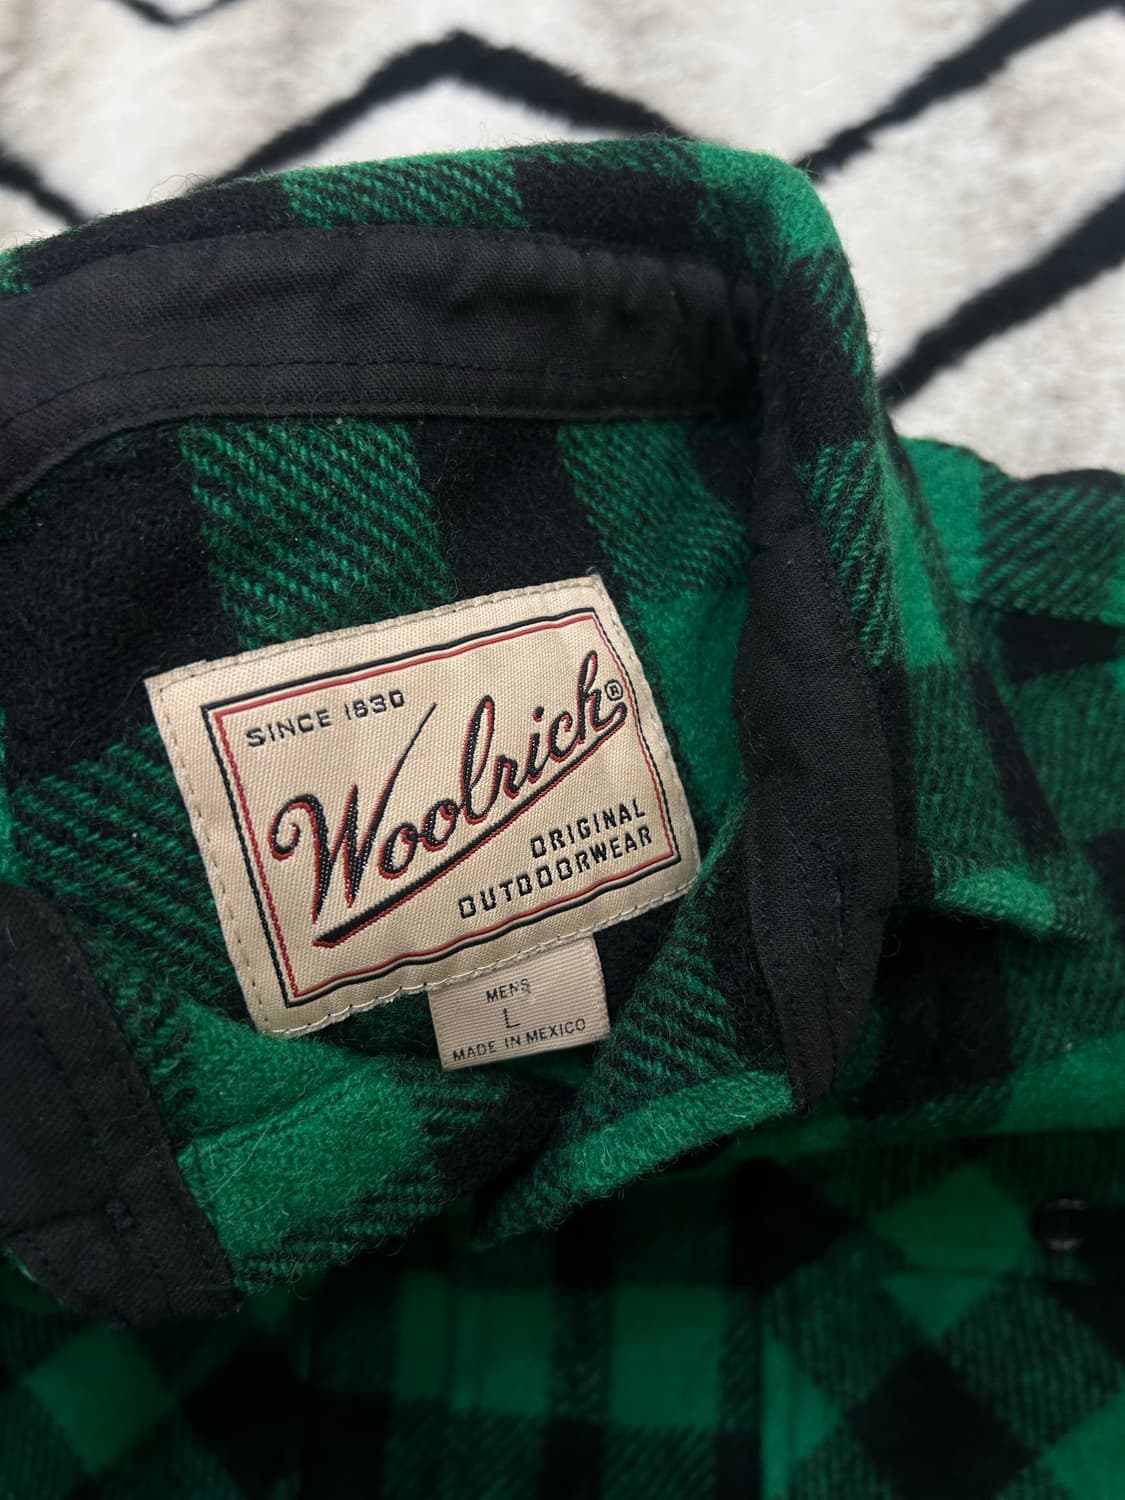 SINCE 1830
Woolrich®
ORIGINAL
OUTDOORWEAR
MENS
L
MADE IN MEXICO